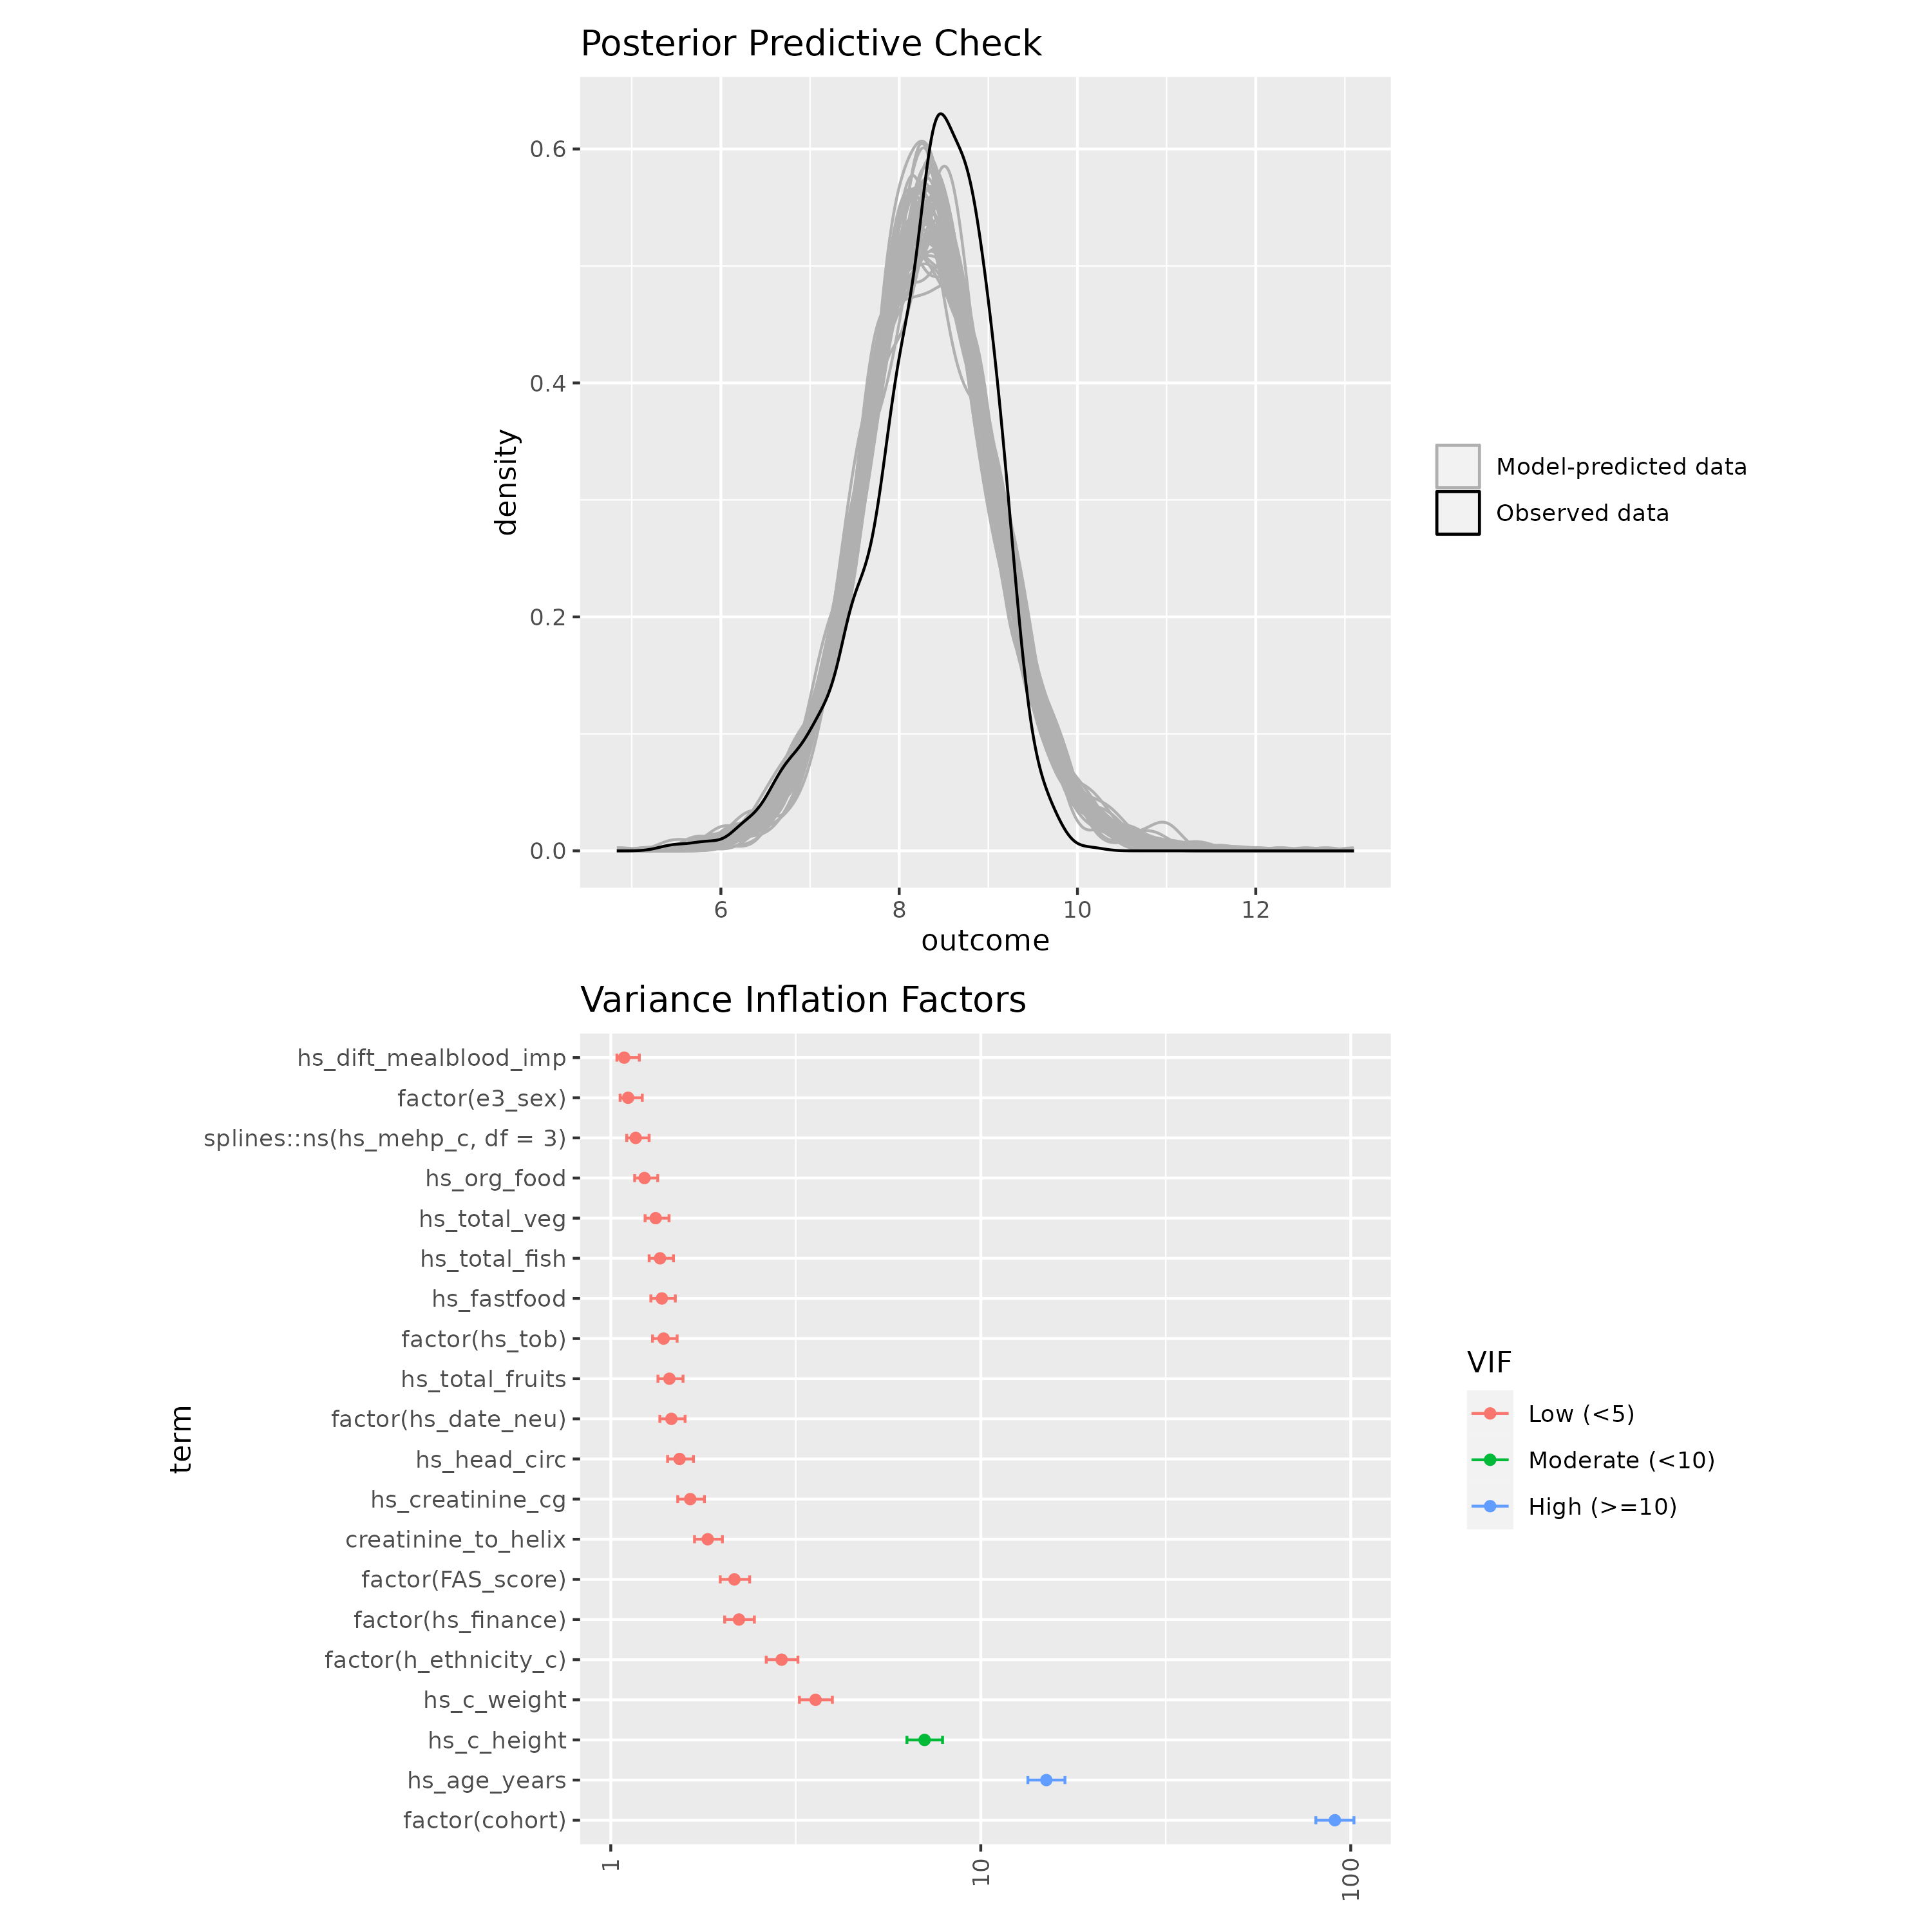 Posterior Predictive Check
0.6
0.4
0.2
0.0
density
6
8
10
12
outcome
Model-predicted data
Observed data
Variance Inflation Factors
term
hs_dift_mealblood_imp
factor(e3_sex)
splines::ns(hs_mehp_c, df = 3)
hs_org_food
hs_total_veg
hs_total_fish
hs_fastfood
factor(hs_tob)
hs_total_fruits
factor(hs_date_neu)
hs_head_circ
hs_creatinine_cg
creatinine_to_helix
factor(FAS_score)
factor(hs_finance)
factor(h_ethnicity_c)
hs_c_weight
hs_c_height
hs_age_years
factor(cohort)
1
10
100
VIF
Low (<5)
Moderate (<10)
High (>=10)